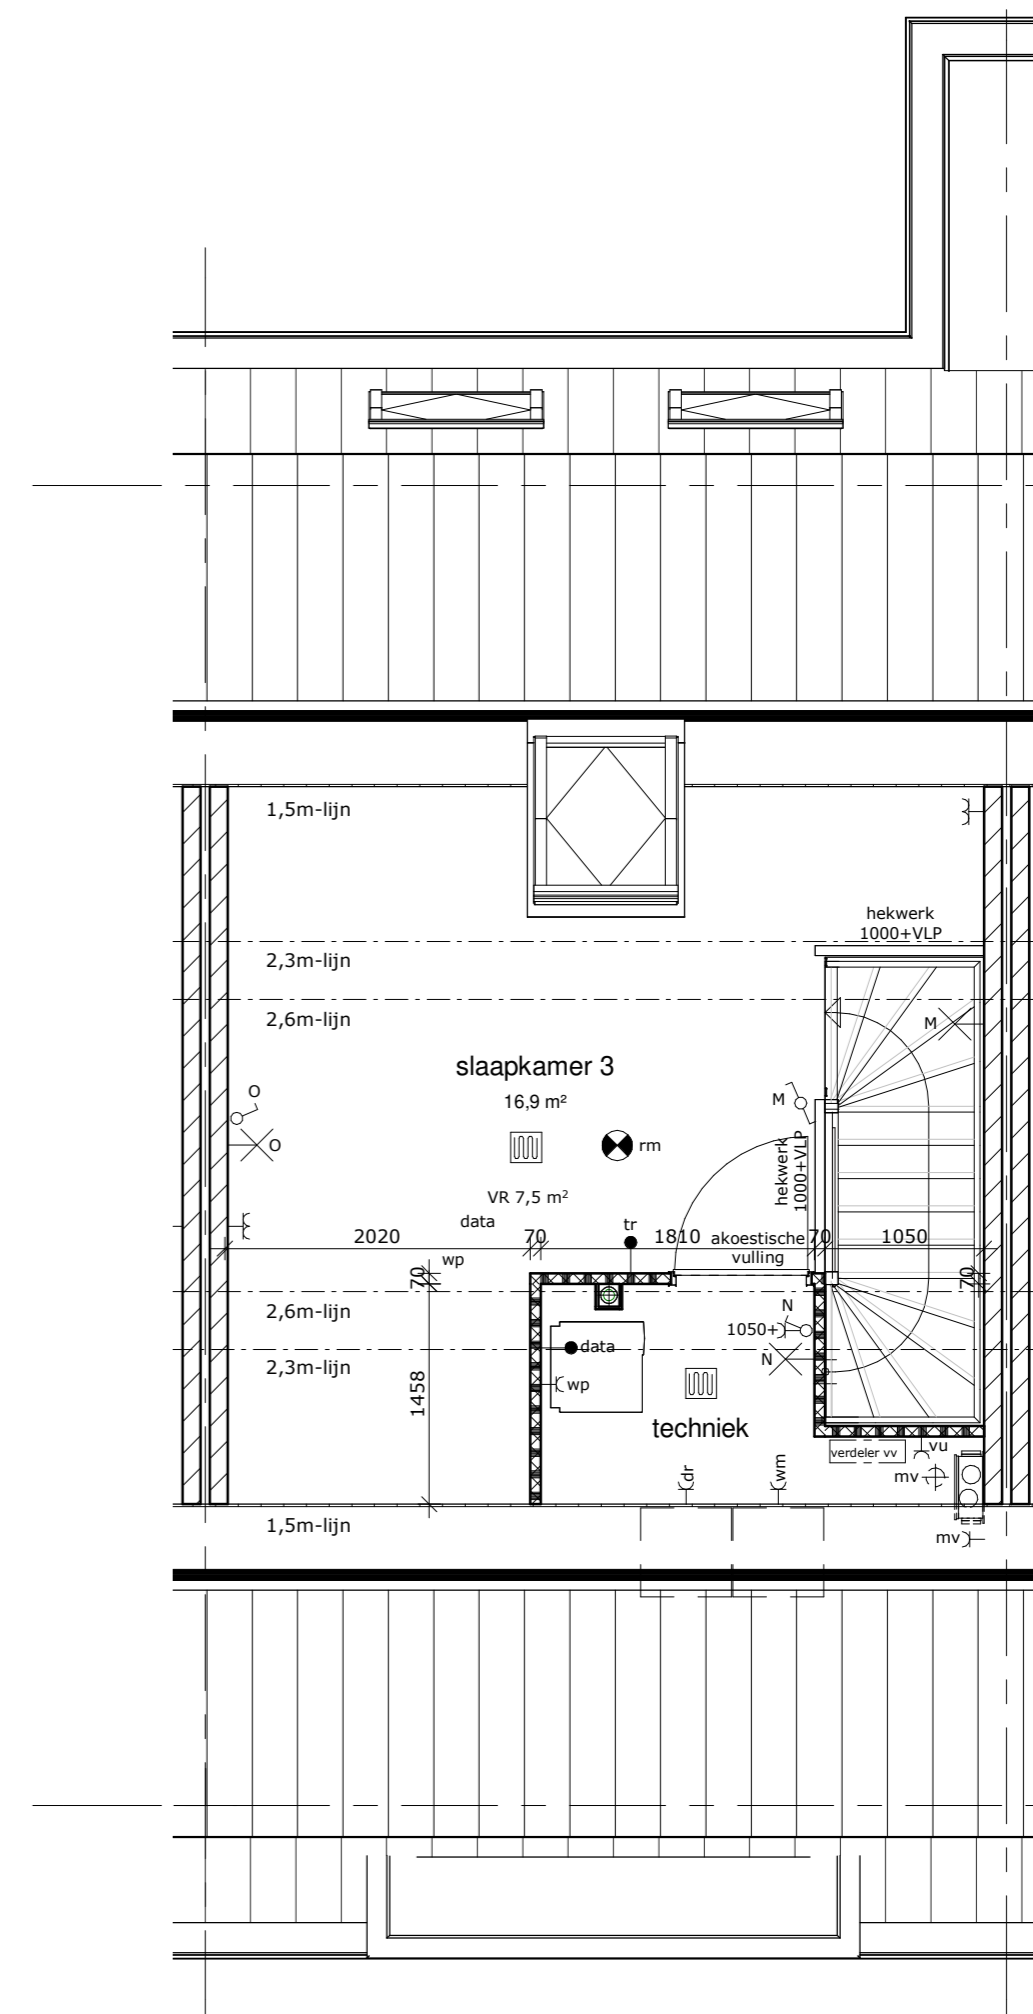 1,5m-lijn
hekwerk
1000+VLP
2,3m-lijn
2,6m-lijn
M
slaapkamer 3
16,9 m²
O
M
O
rm
hekwerk
1000+VLP
VR 7,5 m²
data
tr
2020
70
1810
akoestische
vulling
70
1050
wp
70
70
2,6m-lijn
N
1050+
data
N
2,3m-lijn
wp
1458
techniek
verdeler vv
vu
dr
wm
mv
1,5m-lijn
mv